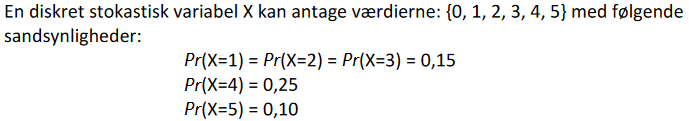 En diskret stokastisk variabel X kan antage værdierne: {0, 1, 2, 3, 4, 5} med følgende
sandsynligheder:
Pr(X=1) = Pr(X=2) = Pr(X=3) = 0,15
Pr(X=4) = 0,25
Pr(X=5) = 0,10